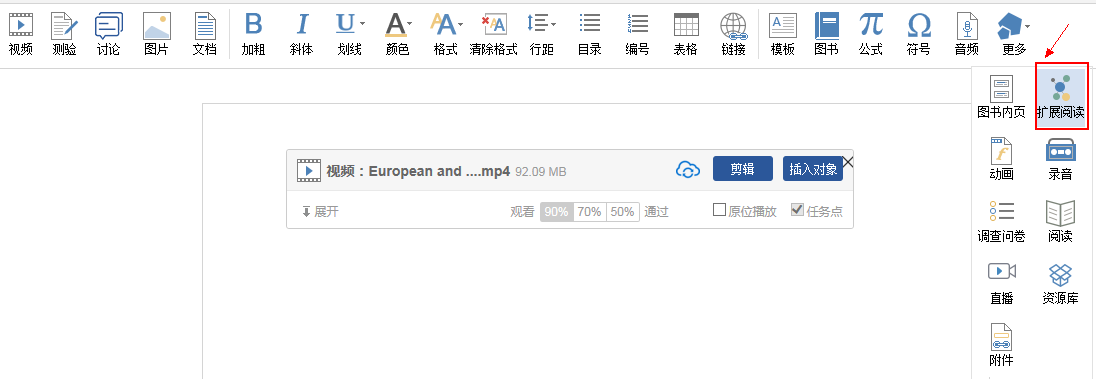 视频 测验 讨论 图片 文档 加粗 斜体 划线 颜色 格式 清除格式 行距 目录 编号 表格 链接 模板 图书 公式 符号 音频 更多
图书内页 扩展阅读
动画 录音
调查问卷 阅读
直播 资源库
附件
视频：European and ....mp4 92.09 MB 剪辑 插入对象
展开 观看 90% 70% 50% 通过 原位播放 任务点